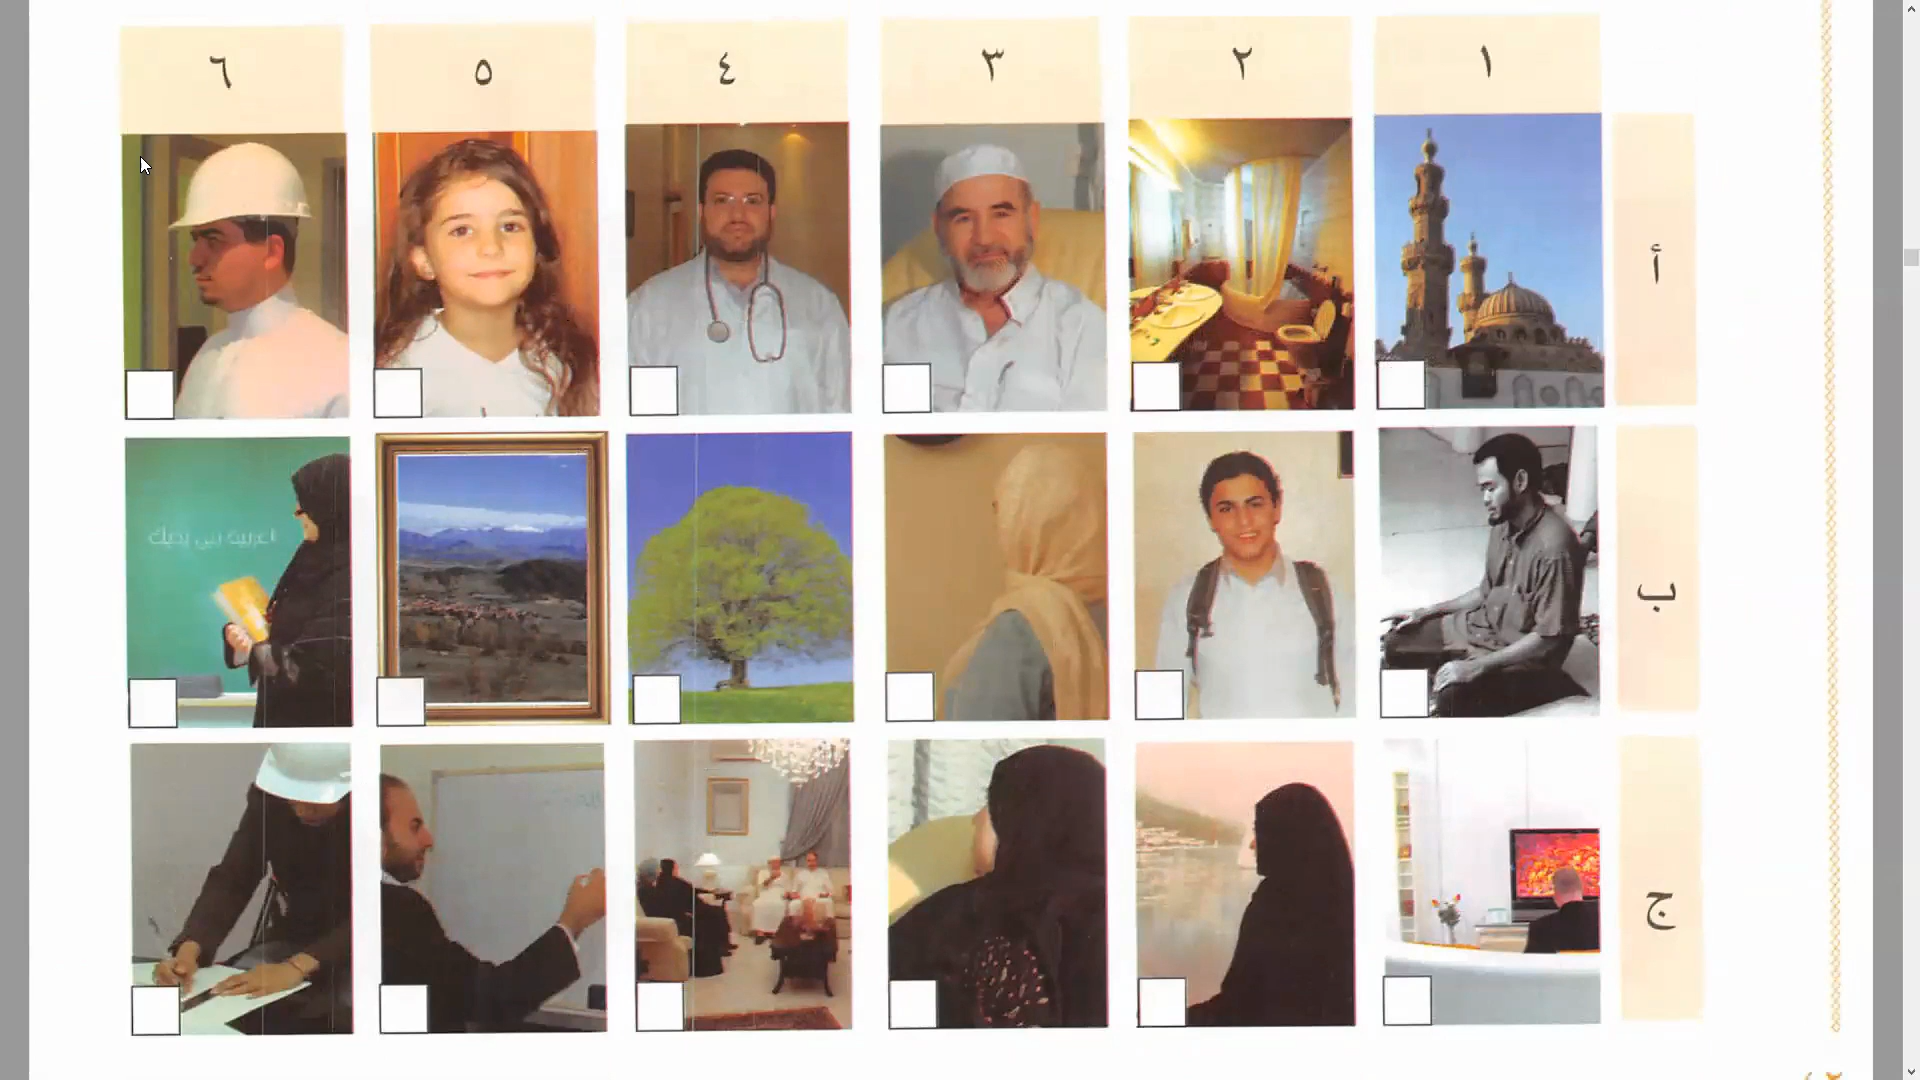 ١ ٢ ٣ ٤ ٥ ٦
أ
ب
العربية بين يديك
ج